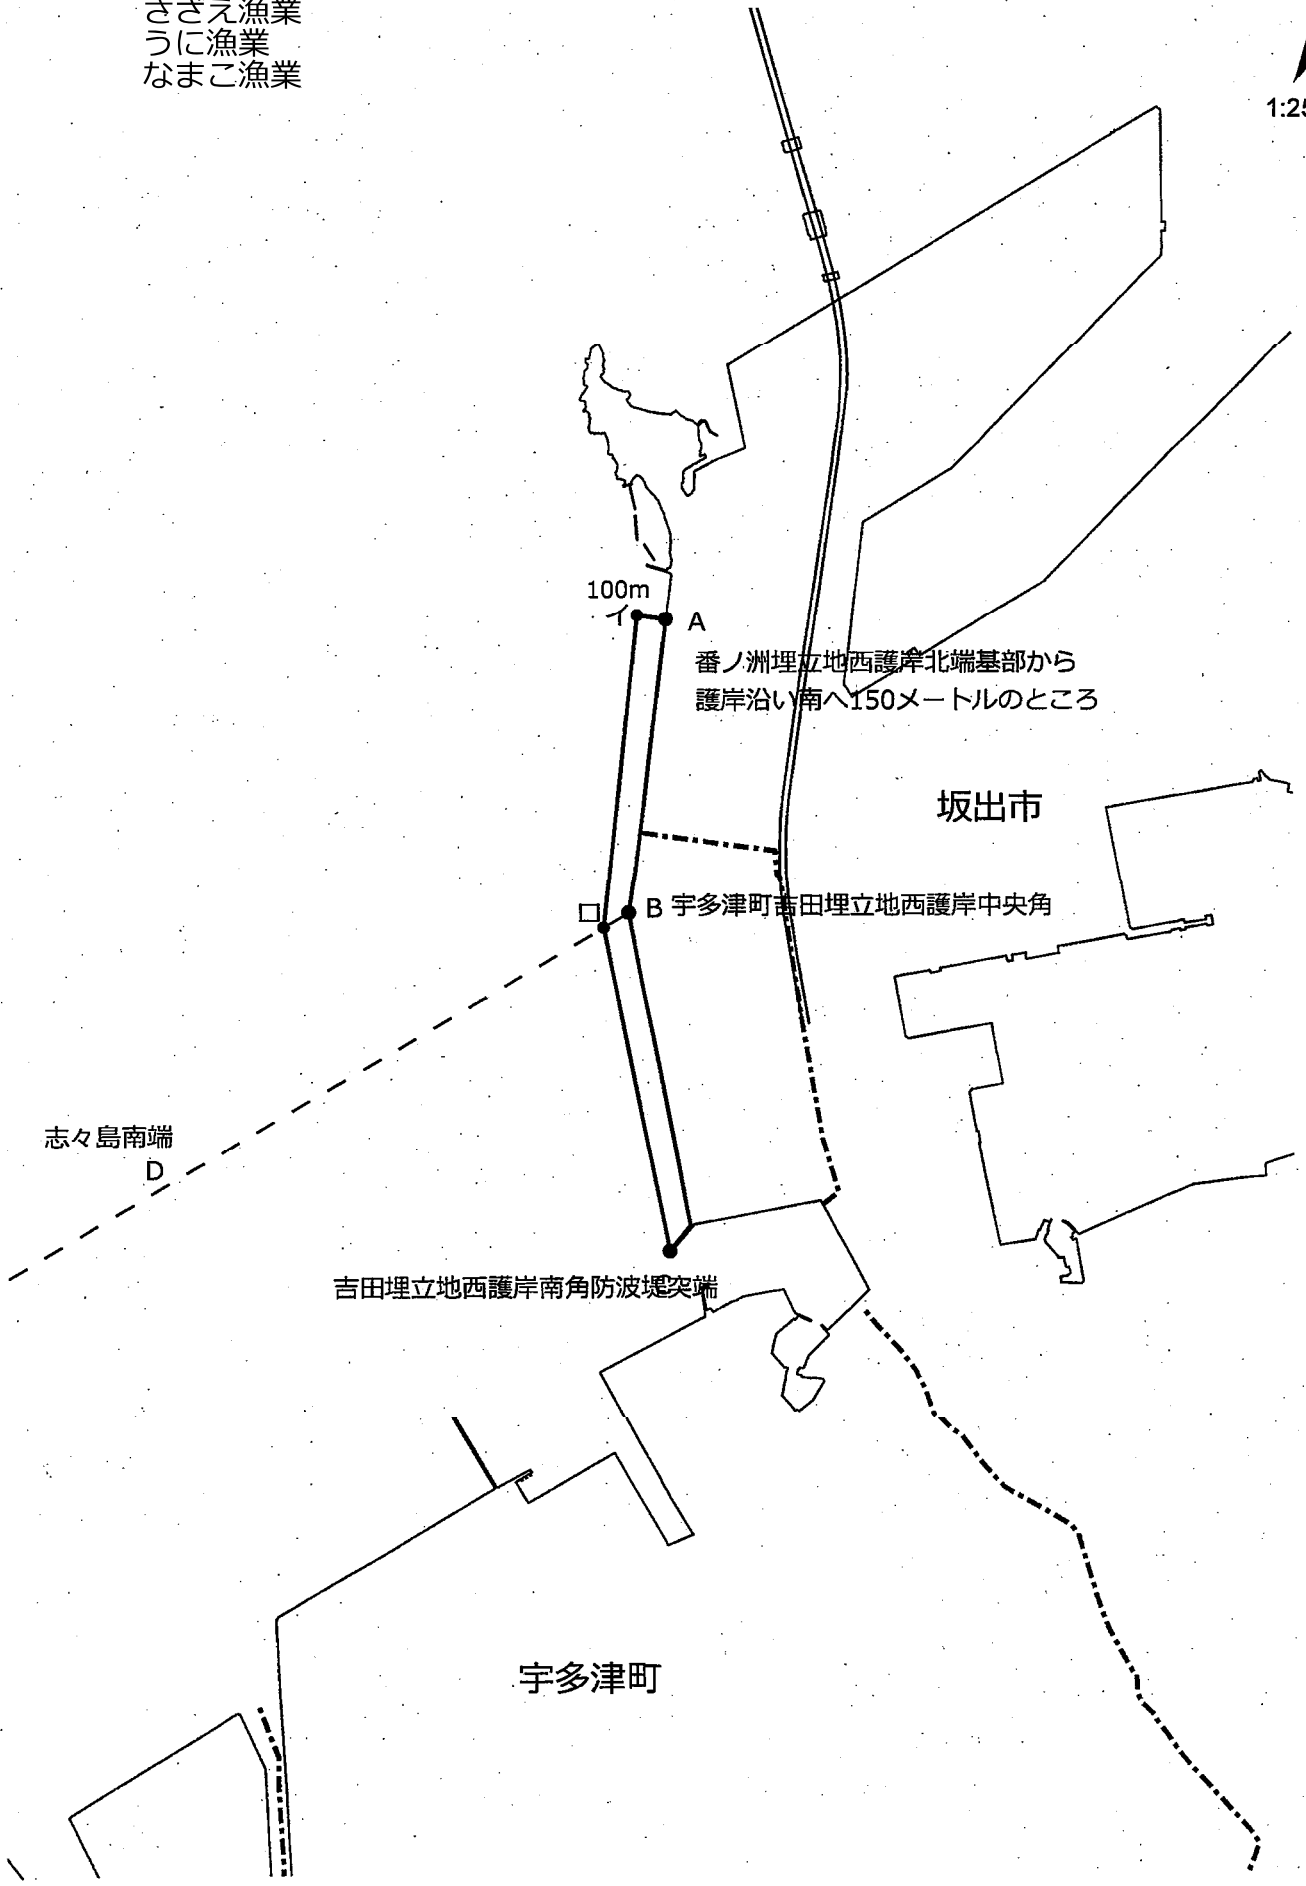 さざえ漁業
うに漁業
なまこ漁業
1:25
100m
イ
A
番ノ洲埋立地西護岸北端基部から
護岸沿い南へ150メートルのところ
坂出市
ロ
B 宇多津町吉田埋立地西護岸中央角
志々島南端
D
C
吉田埋立地西護岸南角防波堤突端
宇多津町